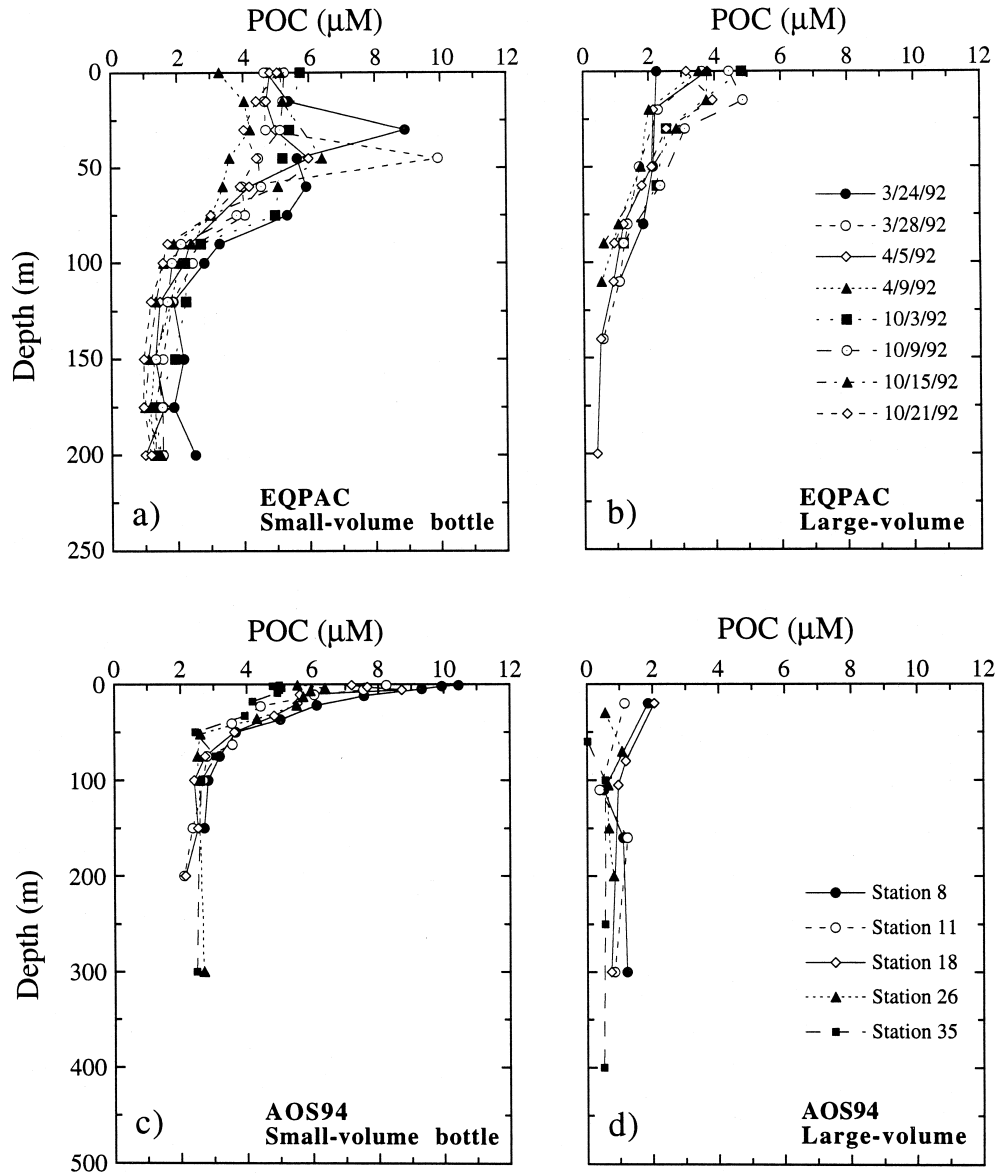 POC (μM)
0 2 4 6 8 10 12
Depth (m)
0
50
100
150
200
250
a)
EQPAC
Small-volume bottle
POC (μM)
0 2 4 6 8 10 12
3/24/92
3/28/92
4/5/92
4/9/92
10/3/92
10/9/92
10/15/92
10/21/92
b)
EQPAC
Large-volume
POC (μM)
0 2 4 6 8 10 12
Depth (m)
0
100
200
300
400
500
c)
AOS94
Small-volume bottle
POC (μM)
0 2 4 6 8 10 12
Station 8
Station 11
Station 18
Station 26
Station 35
d)
AOS94
Large-volume